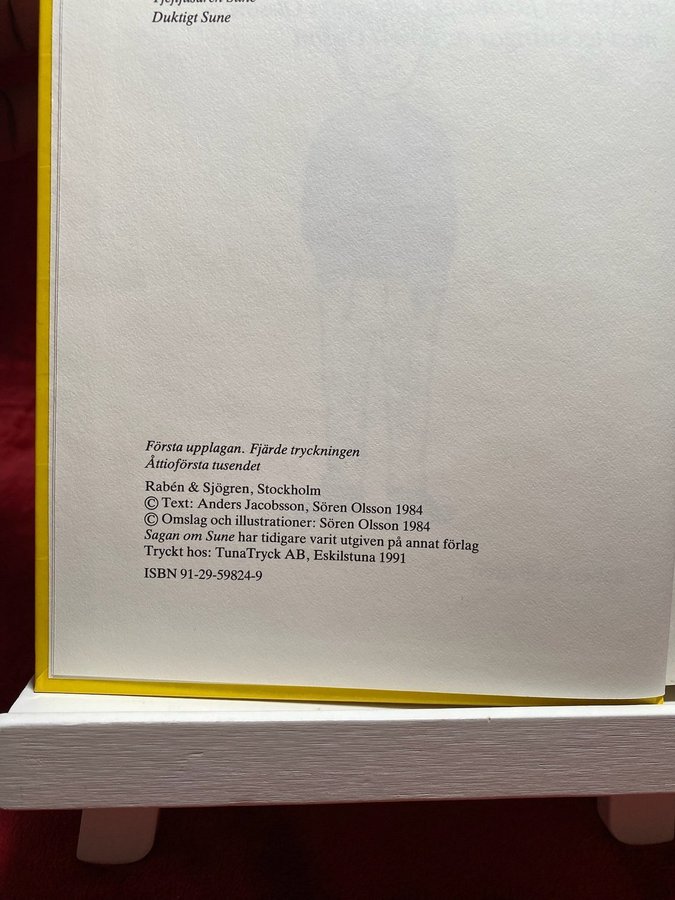 Tjejtjusaren Sune
Duktigt Sune
Första upplagan. Fjärde tryckningen
Åttioförsta tusendet
Rabén & Sjögren, Stockholm
© Text: Anders Jacobsson, Sören Olsson 1984
© Omslag och illustrationer: Sören Olsson 1984
Sagan om Sune har tidigare varit utgiven på annat förlag
Tryckt hos: TunaTryck AB, Eskilstuna 1991
ISBN 91-29-59824-9